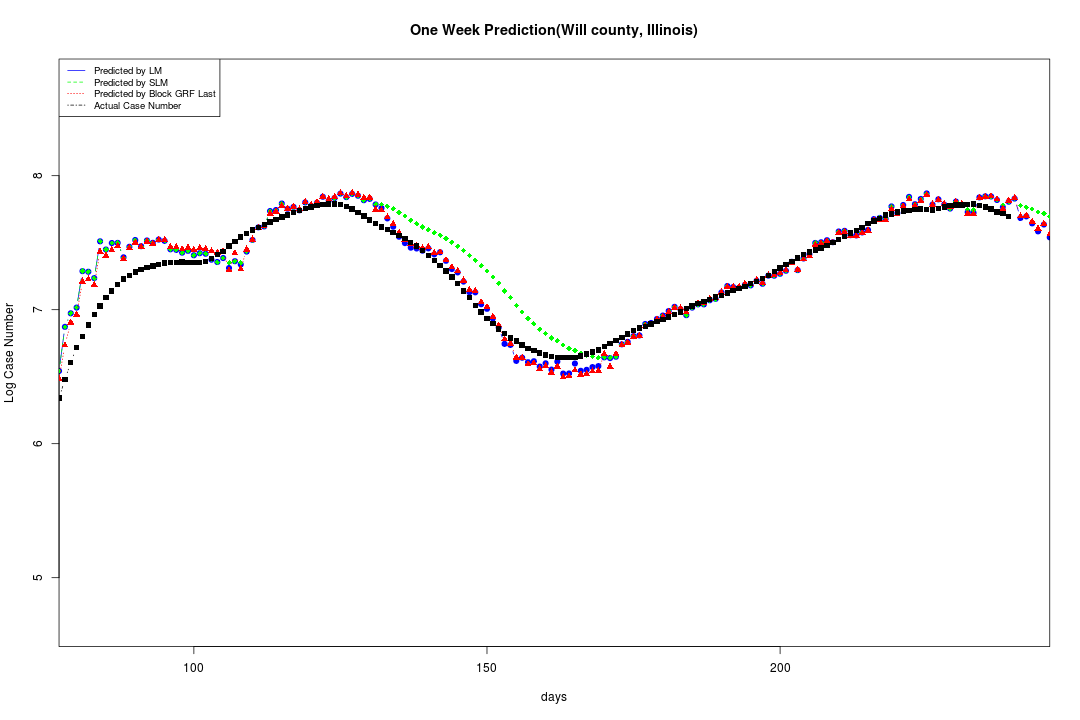 One Week Prediction(Will county, Illinois)
Predicted by LM
Predicted by SLM
Predicted by Block GRF Last
Actual Case Number
8
7
6
5
Log Case Number
100 150 200
days